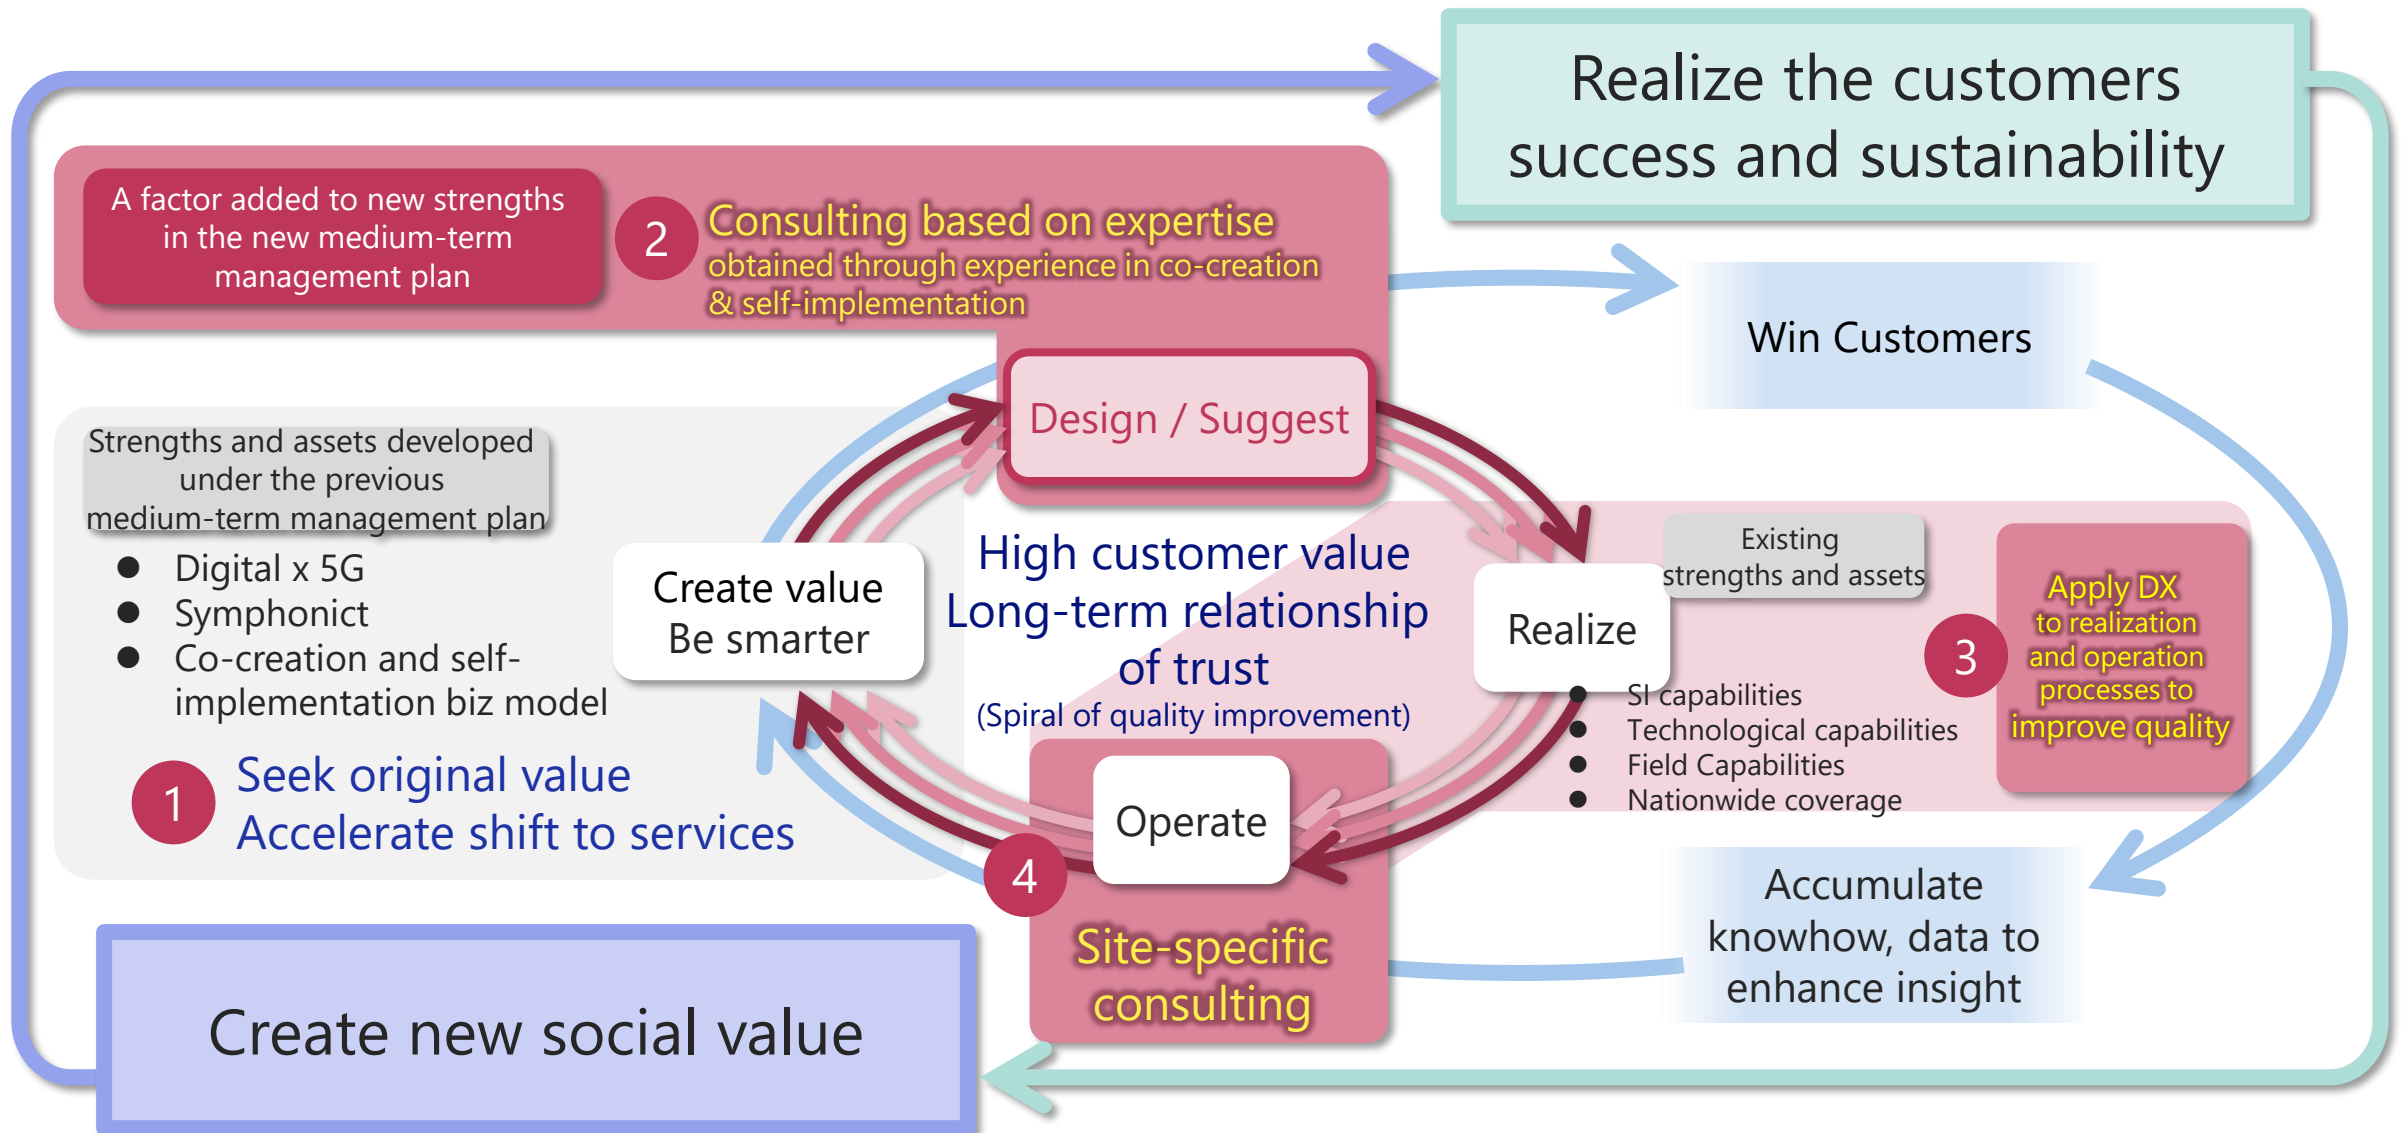 Realize the customers
success and sustainability
A factor added to new strengths
in the new medium-term
management plan
2
Consulting based on expertise
obtained through experience in co-creation
& self-implementation
Win Customers
Design / Suggest
Strengths and assets developed
under the previous
medium-term management plan
● Digital x 5G
● Symphonict
● Co-creation and self-
implementation biz model
1
Seek original value
Accelerate shift to services
Create value
Be smarter
High customer value
Long-term relationship
of trust
(Spiral of quality improvement)
Realize
Existing
strengths and assets
● SI capabilities
● Technological capabilities
● Field Capabilities
● Nationwide coverage
3
Apply DX
to realization
and operation
processes to
improve quality
Operate
4
Site-specific
consulting
Accumulate
knowhow, data to
enhance insight
Create new social value